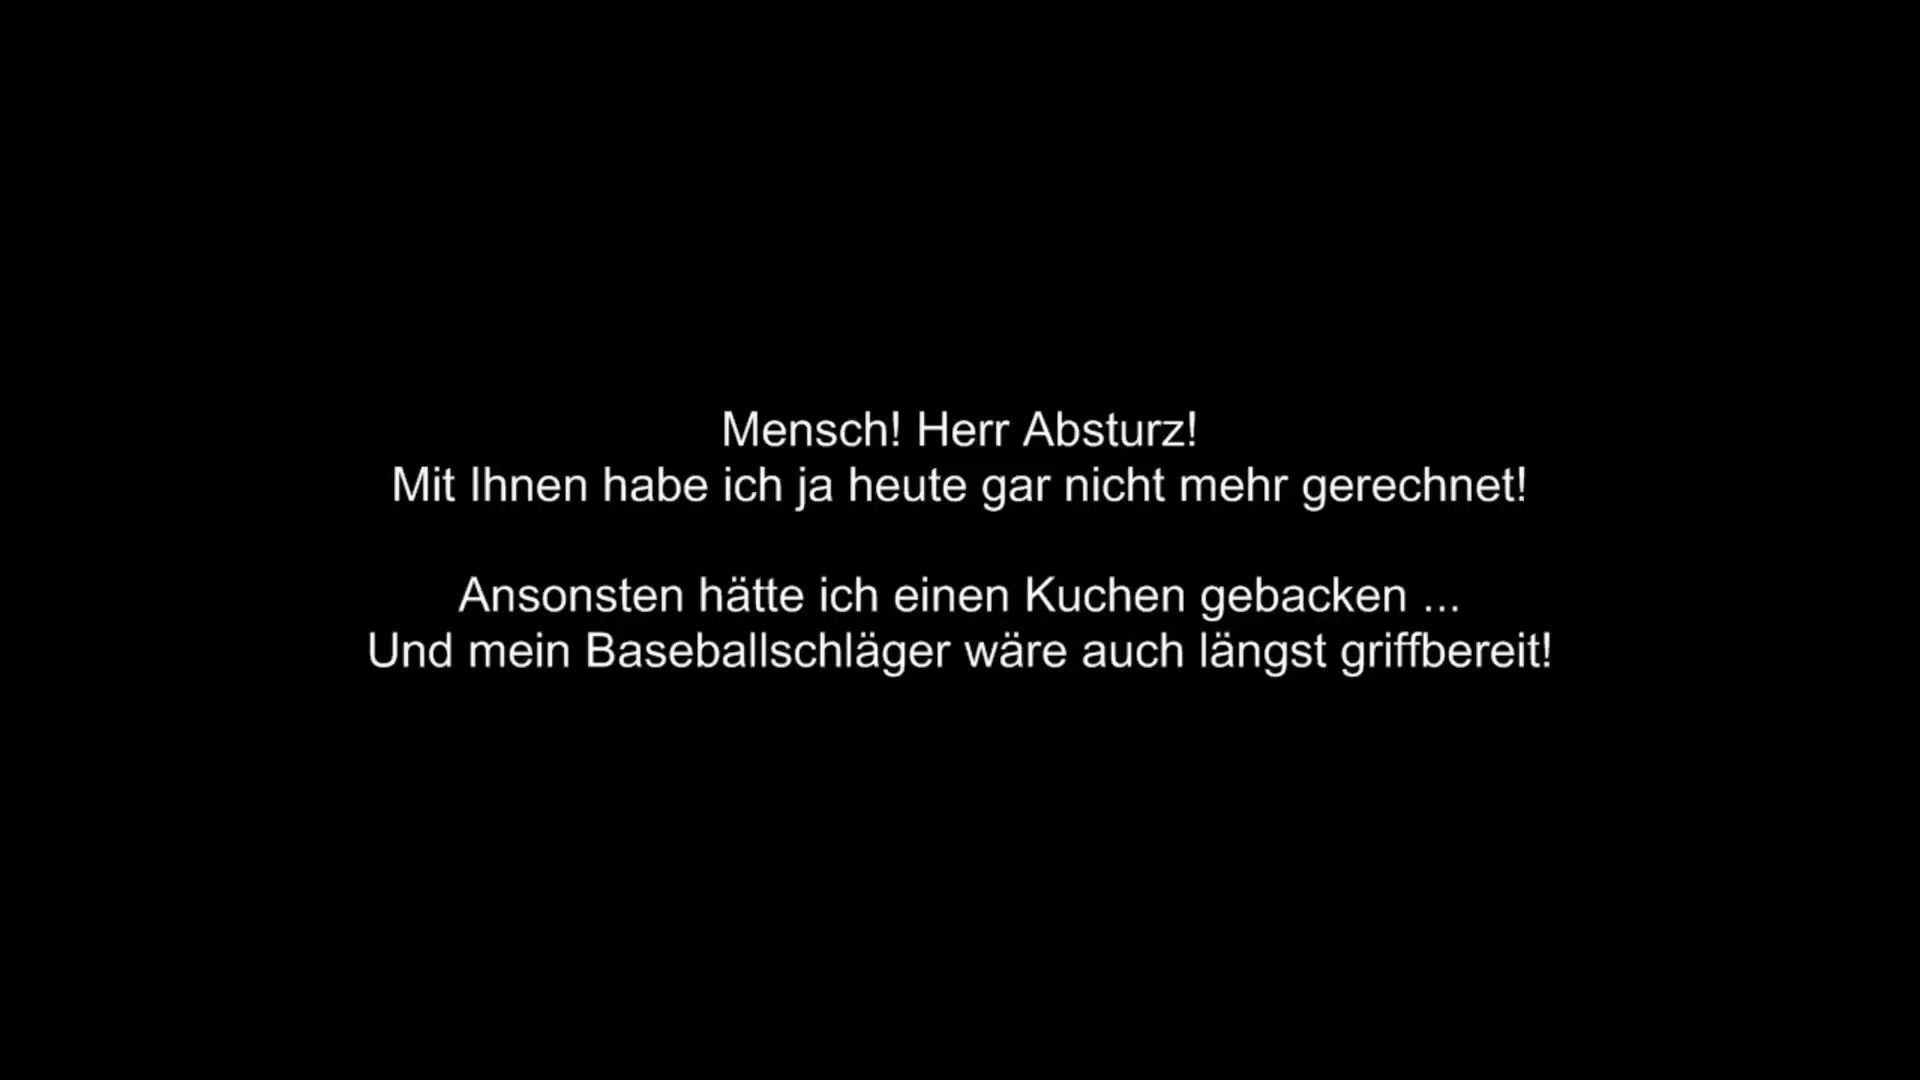 Mensch! Herr Absturz!
Mit Ihnen habe ich ja heute gar nicht mehr gerechnet!
Ansonsten hätte ich einen Kuchen gebacken ...
Und mein Baseballschläger wäre auch längst griffbereit!